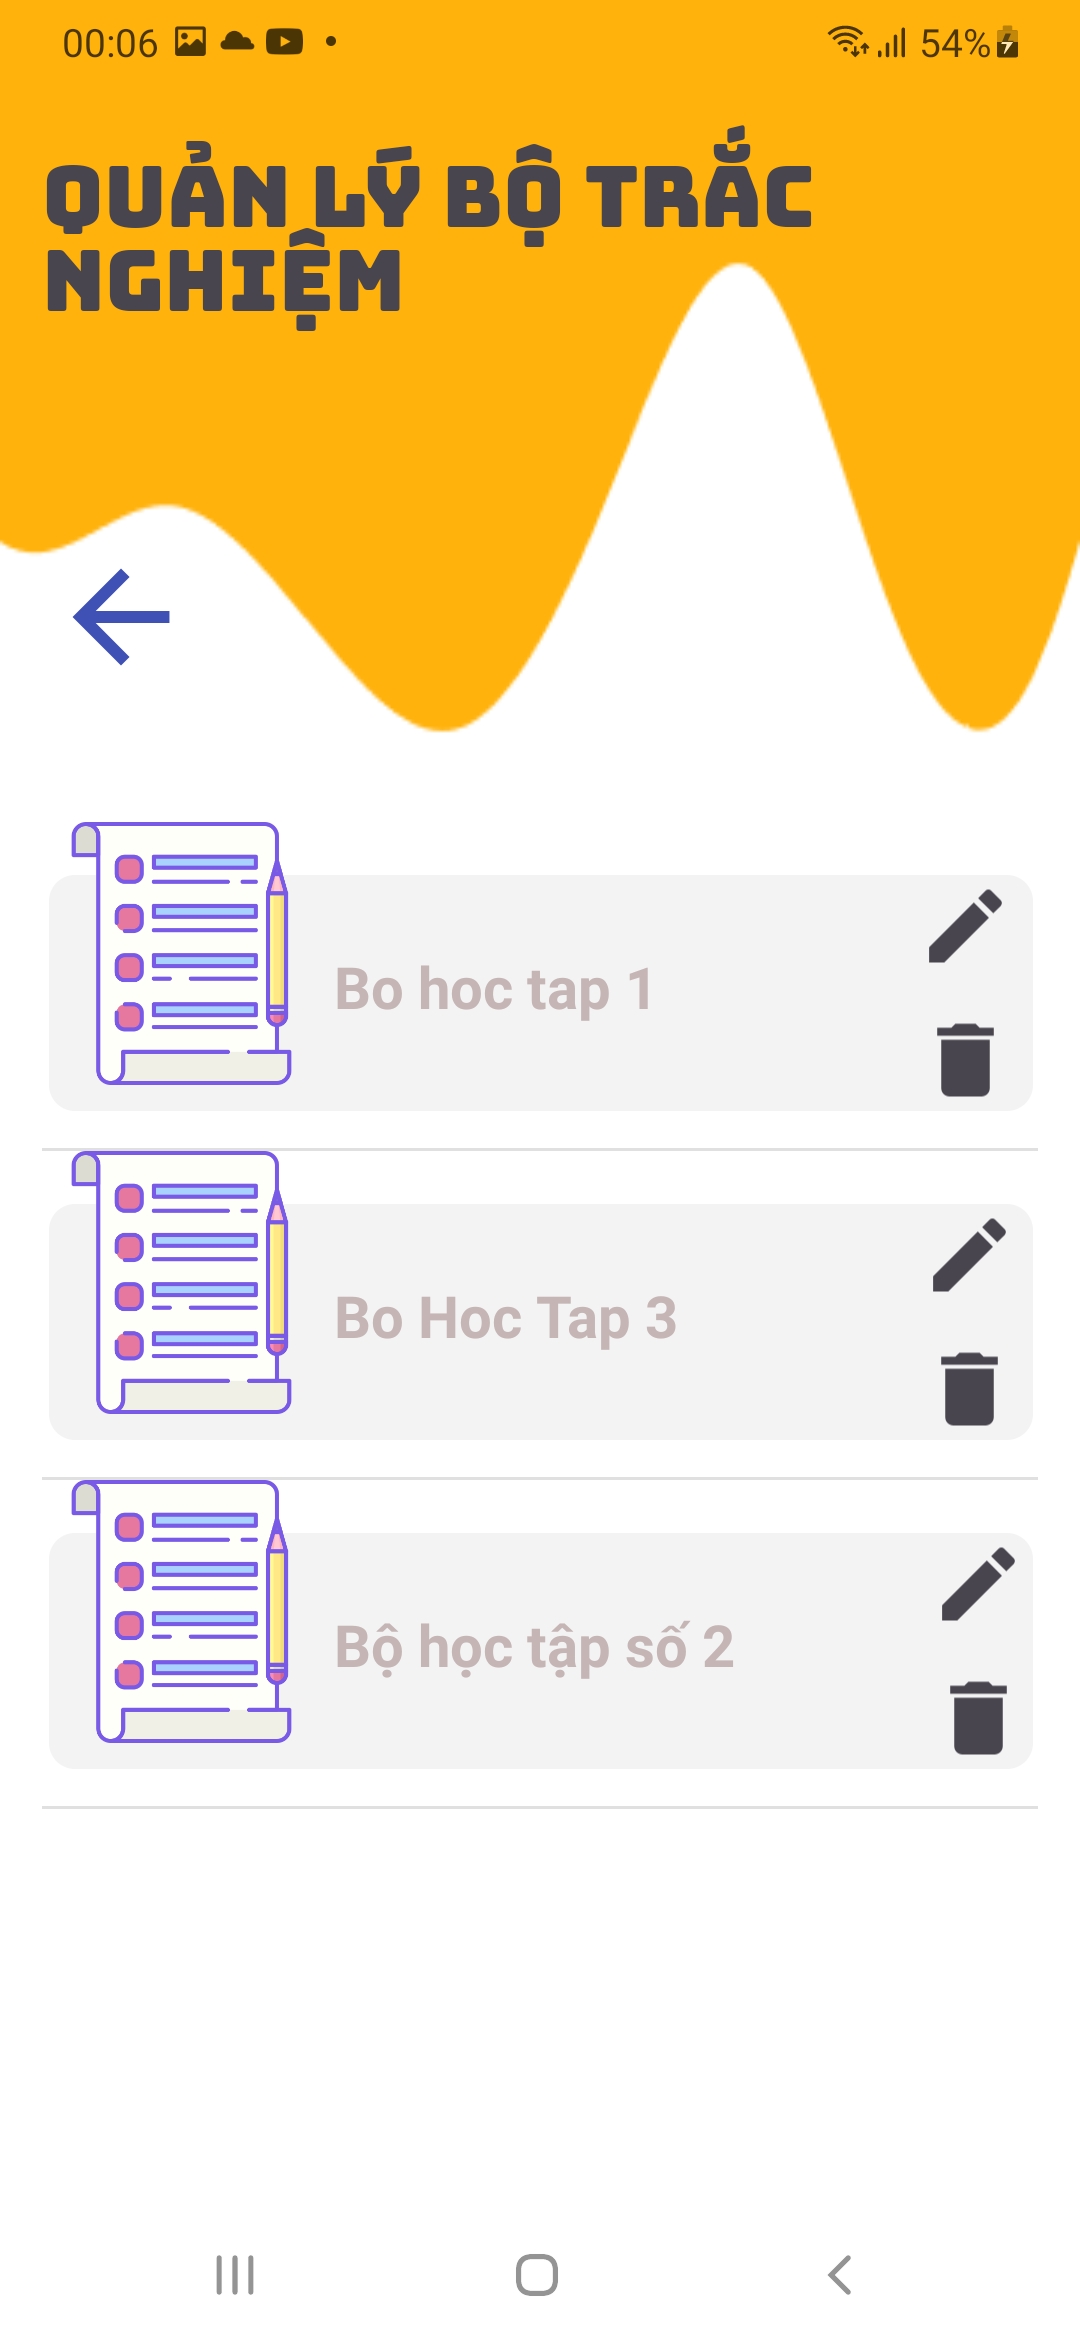 00:06
54%
QUẢN LÝ BỘ TRẮC
NGHIỆM
Bo hoc tap 1
Bo Hoc Tap 3
Bộ học tập số 2